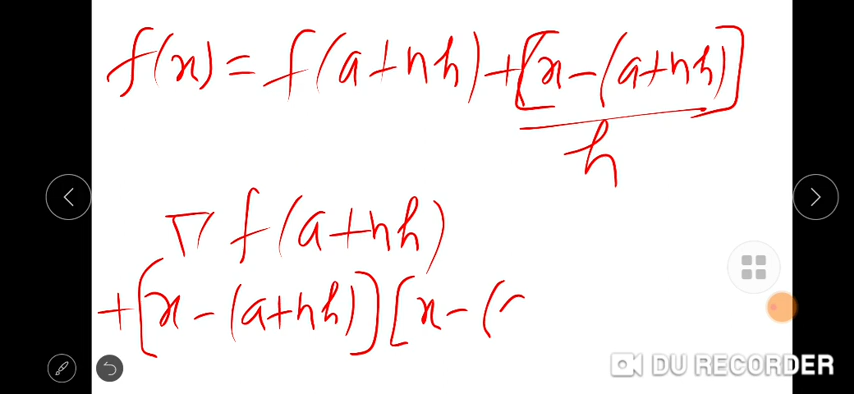 f(x) = f(a+nh) + [x-(a+nh)]
h
∇ f(a+nh)
+ [x-(a+nh)] [x-(
DU RECORDER